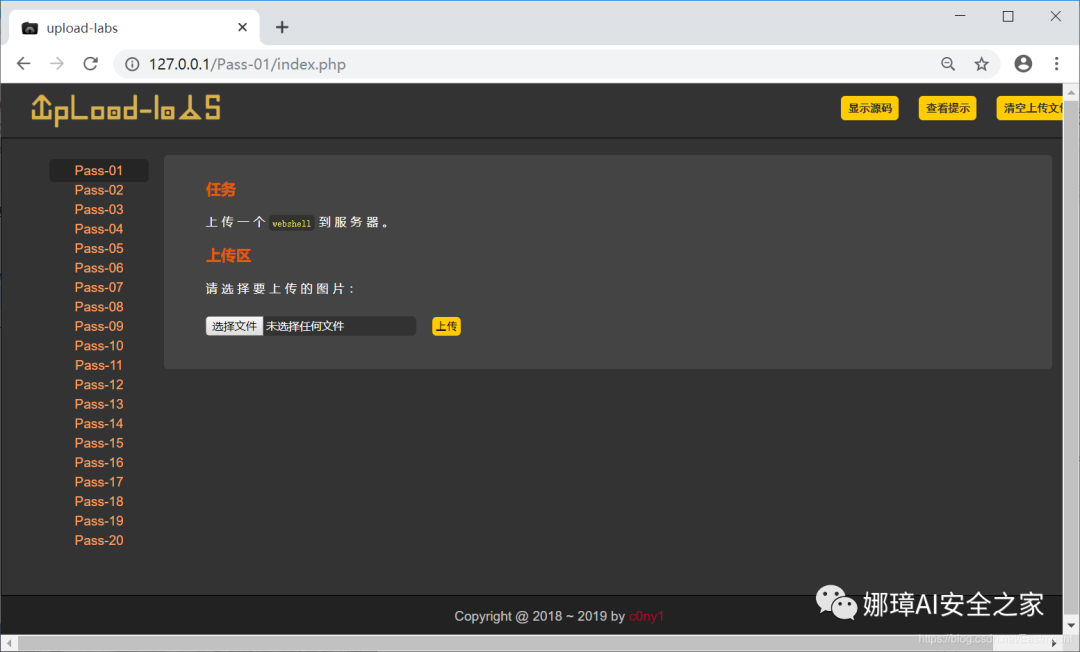 upload-labs
127.0.0.1/Pass-01/index.php
UpLoad-labS
显示源码 查看提示 清空上传文件
Pass-01
Pass-02
Pass-03
Pass-04
Pass-05
Pass-06
Pass-07
Pass-08
Pass-09
Pass-10
Pass-11
Pass-12
Pass-13
Pass-14
Pass-15
Pass-16
Pass-17
Pass-18
Pass-19
Pass-20
任务
上传一个 webshell 到服务器。
上传区
请选择要上传的图片：
选择文件 未选择任何文件 上传
Copyright @ 2018 ~ 2019 by c0ny1
娜璋AI安全之家